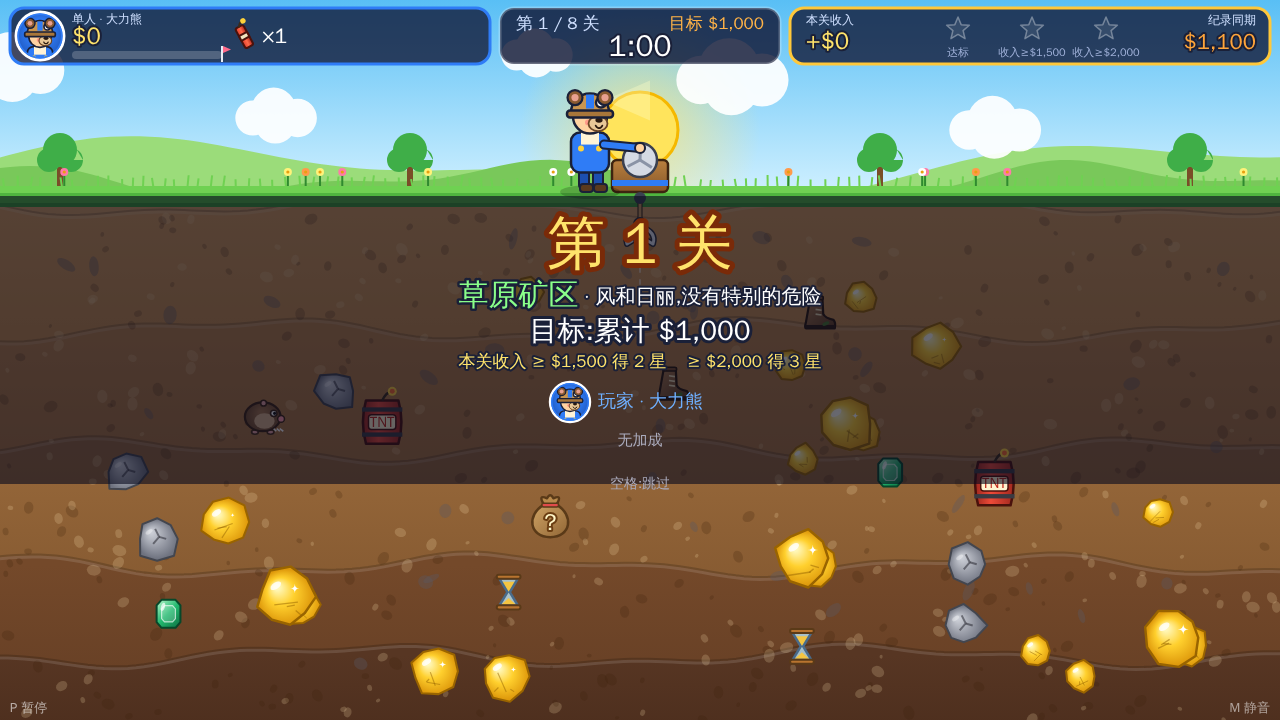 单人 · 大力熊
$0
×1
第 1 / 8 关
目标 $1,000
1:00
本关收入
+$0
达标
收入≥$1,500
收入≥$2,000
纪录同期
$1,100
第 1 关
草原矿区 · 风和日丽,没有特别的危险
目标:累计 $1,000
本关收入 ≥ $1,500 得 2 星 ≥ $2,000 得 3 星
玩家 · 大力熊
无加成
空格:跳过
TNT
TNT
?
P 暂停
M 静音